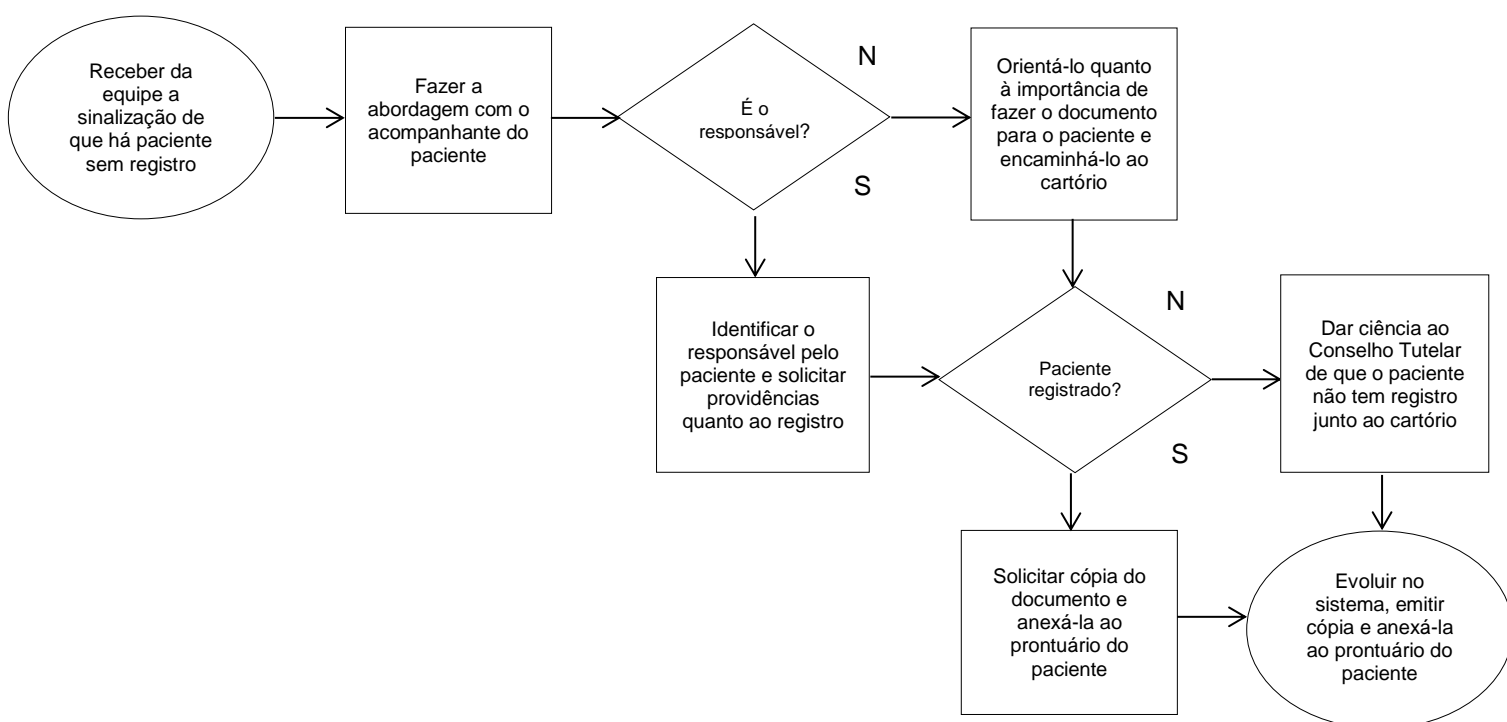 Receber da
equipe a
sinalização de
que há paciente
sem registro
Fazer a
abordagem com o
acompanhante do
paciente
É o
responsável?
N
S
Orientá-lo quanto
à importância de
fazer o documento
para o paciente e
encaminhá-lo ao
cartório
Identificar o
responsável pelo
paciente e solicitar
providências
quanto ao registro
Paciente
registrado?
N
S
Dar ciência ao
Conselho Tutelar
de que o paciente
não tem registro
junto ao cartório
Solicitar cópia do
documento e
anexá-la ao
prontuário do
paciente
Evoluir no
sistema, emitir
cópia e anexá-la
ao prontuário do
paciente